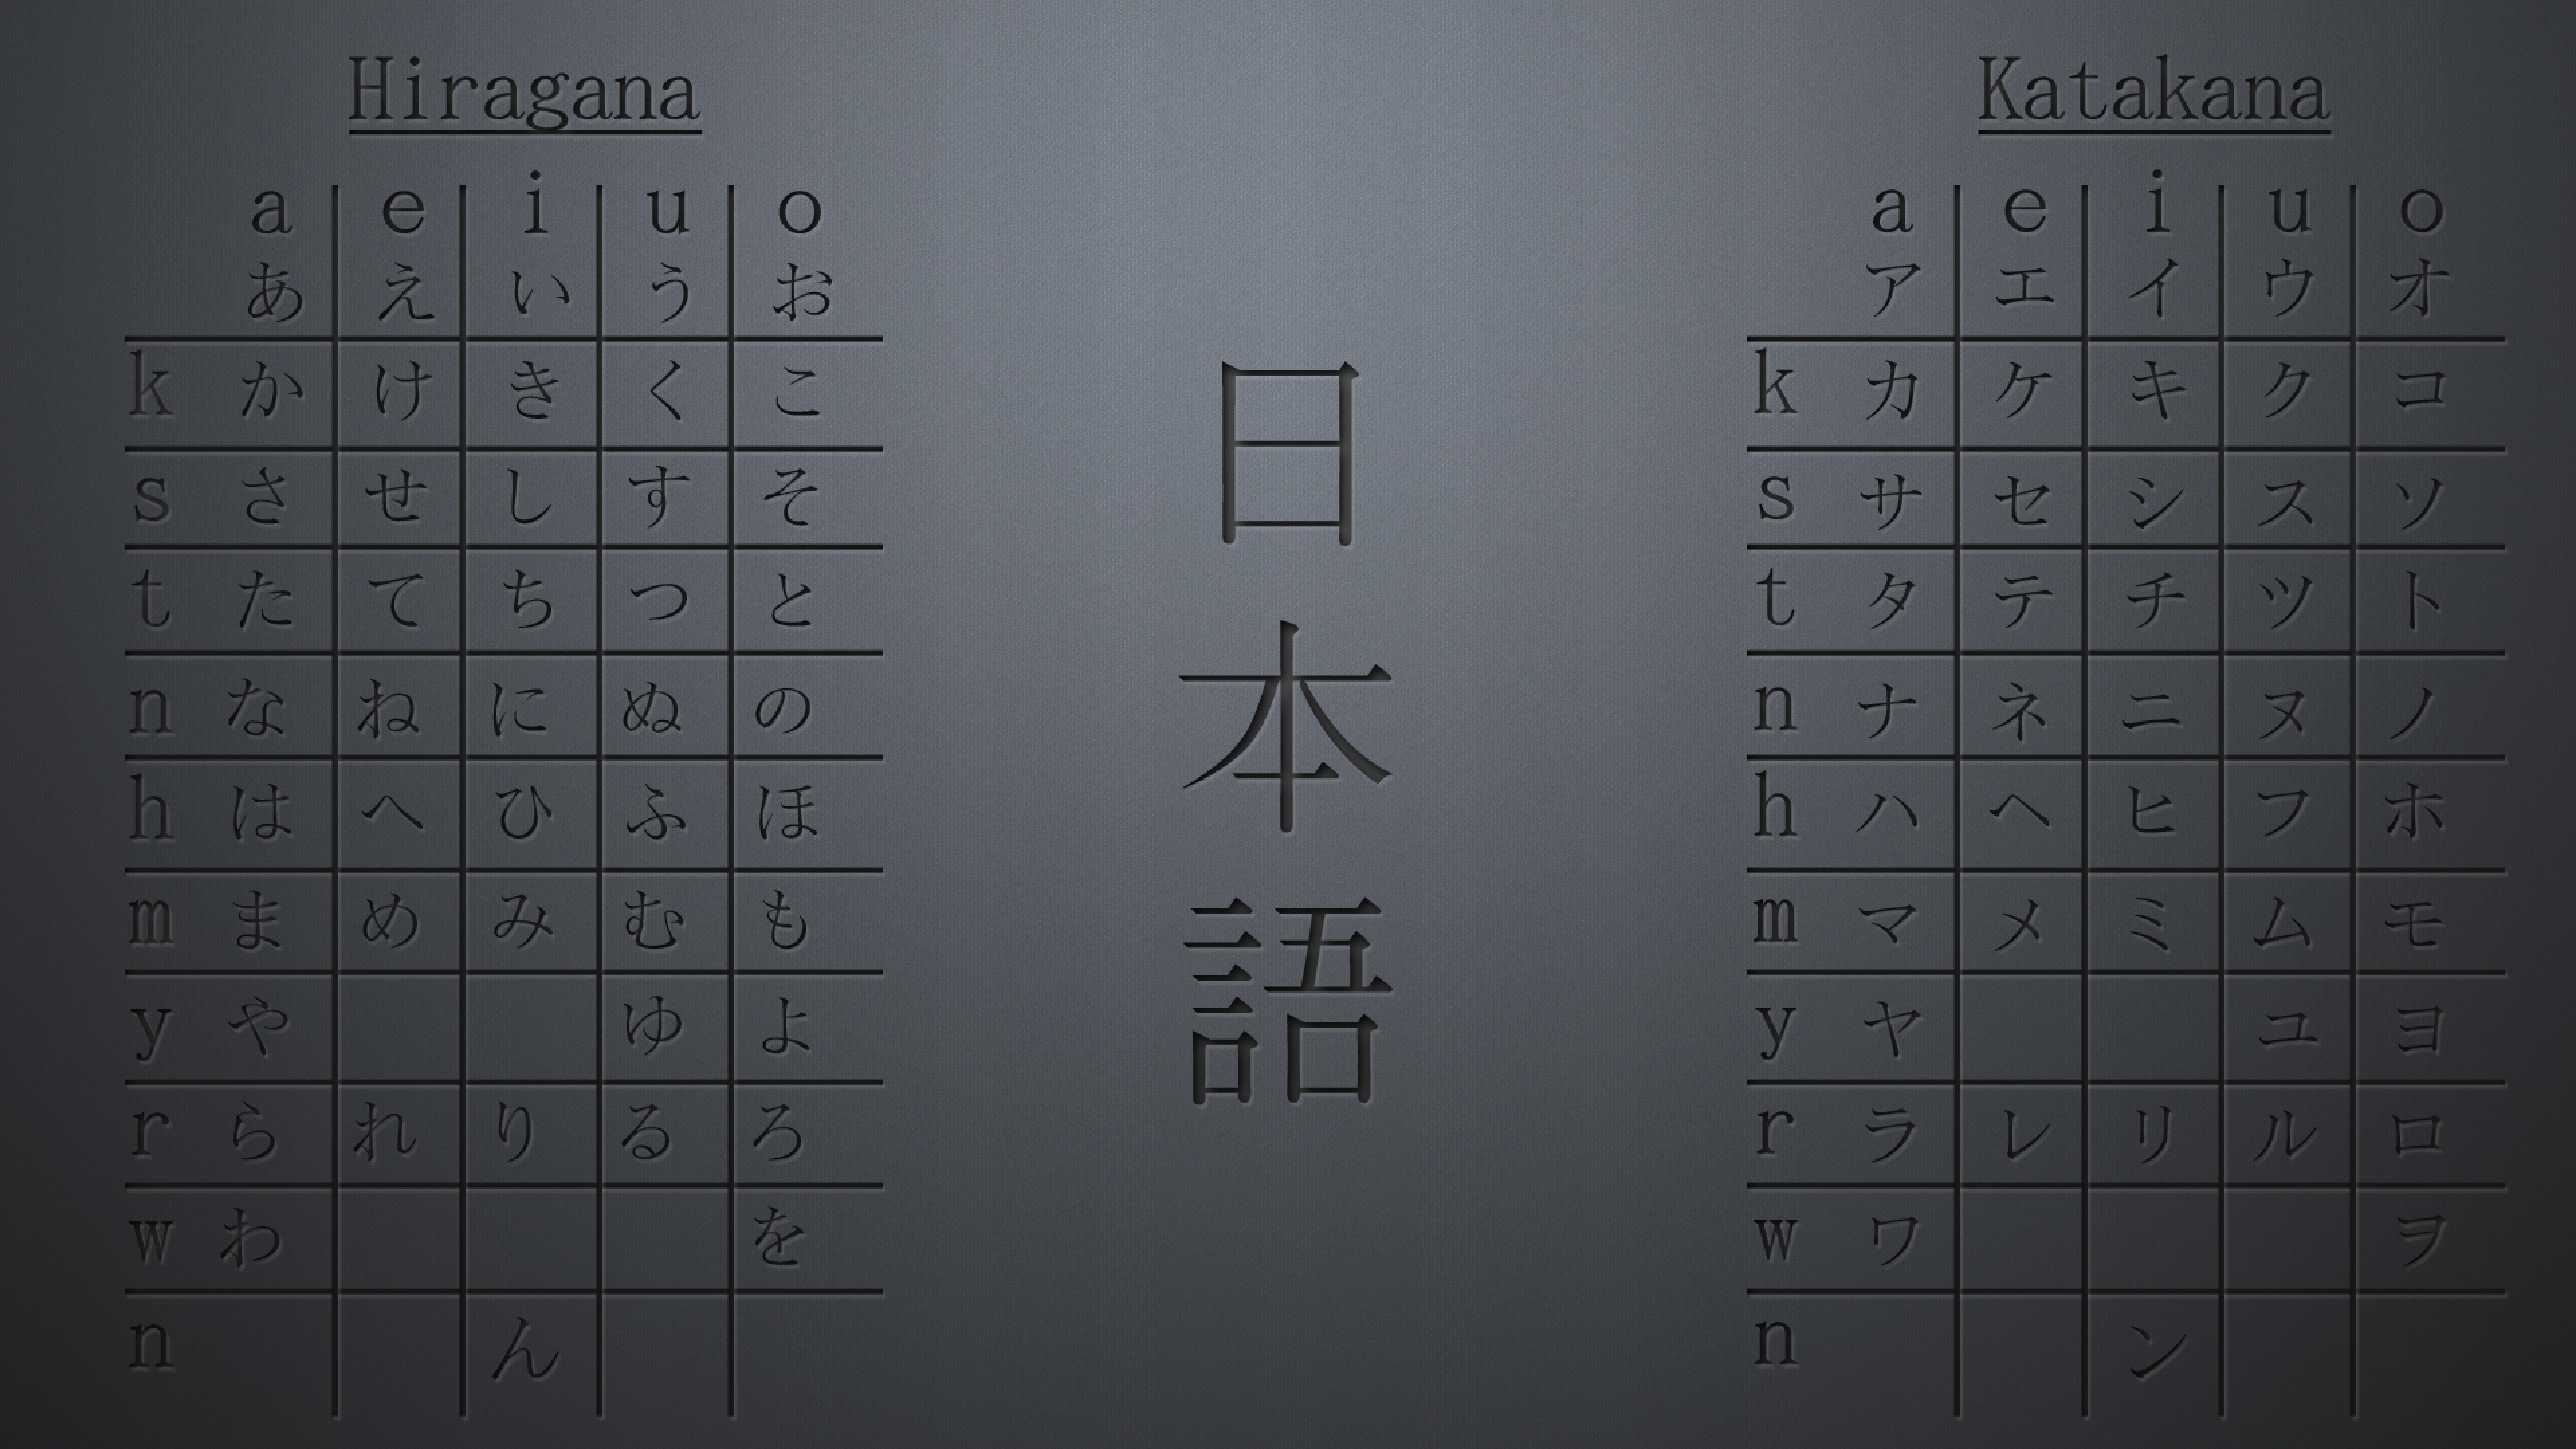 Hiragana
a e i u o
あ え い う お
k か け き く こ
s さ せ し す そ
t た て ち つ と
n な ね に ぬ の
h は へ ひ ふ ほ
m ま め み む も
y や ゆ よ
r ら れ り る ろ
w わ を
n ん
日
本
語
Katakana
a e i u o
ア エ イ ウ オ
k カ ケ キ ク コ
s サ セ シ ス ソ
t タ テ チ ツ ト
n ナ ネ ニ ヌ ノ
h ハ ヘ ヒ フ ホ
m マ メ ミ ム モ
y ヤ ユ ヨ
r ラ レ リ ル ロ
w ワ ヲ
n ン